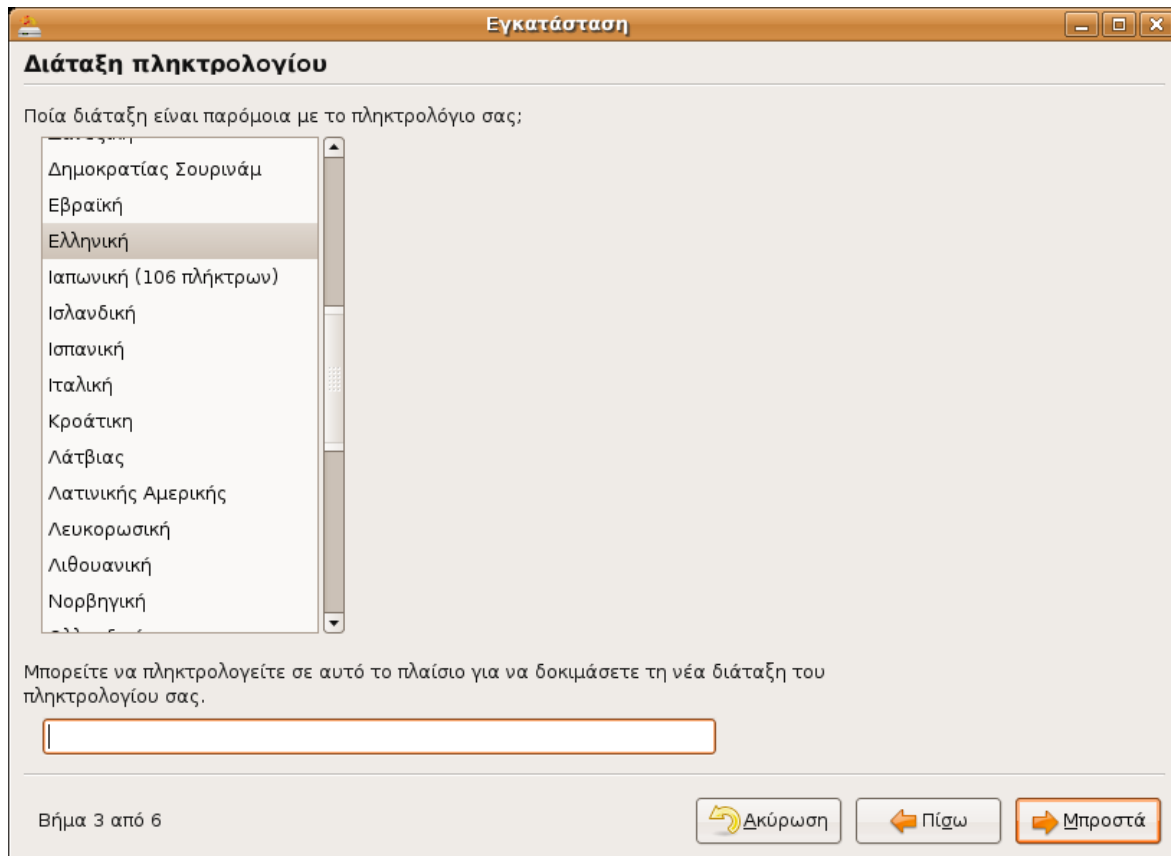 Εγκατάσταση
Διάταξη πληκτρολογίου
Ποία διάταξη είναι παρόμοια με το πληκτρολόγιο σας;
Δημοκρατίας Σουρινάμ
Εβραϊκή
Ελληνική
Ιαπωνική (106 πλήκτρων)
Ισλανδική
Ισπανική
Ιταλική
Κροάτικη
Λάτβιας
Λατινικής Αμερικής
Λευκορωσική
Λιθουανική
Νορβηγική
Μπορείτε να πληκτρολογείτε σε αυτό το πλαίσιο για να δοκιμάσετε τη νέα διάταξη του
πληκτρολογίου σας.
Βήμα 3 από 6
Ακύρωση
Πίσω
Μπροστά